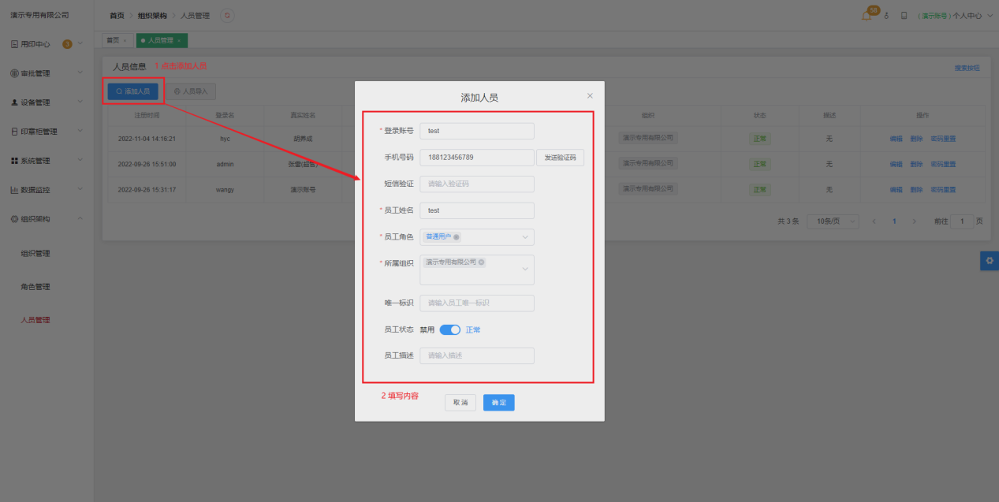 演示专用有限公司
首页 组织架构 人员管理
58
(演示账号)个人中心
用印中心 3
审批管理
设备管理
印章柜管理
系统管理
数据监控
组织架构
组织管理
角色管理
人员管理
首页 ×
人员管理 ×
人员信息 1 点击添加人员
搜索按钮
添加人员 人员导入
注册时间 登录名 真实姓名 组织 状态 描述 操作
2022-11-04 14:16:21 hyc 胡养成 演示专用有限公司 正常 无 编辑 删除 密码重置
2022-09-26 15:51:00 admin 张雷(超管) 演示专用有限公司 正常 无 编辑 删除 密码重置
2022-09-26 15:31:17 wangy 演示账号 演示专用有限公司 正常 无 编辑 删除 密码重置
共 3 条 10条/页 < 1 > 前往 1 页
添加人员 ×
* 登录账号 test
手机号码 188123456789 发送验证码
短信验证 请输入验证码
* 员工姓名 test
* 员工角色 普通用户
* 所属组织 演示专用有限公司
唯一标识 请输入员工唯一标识
员工状态 禁用 正常
员工描述 请输入描述
2 填写内容
取 消 确 定